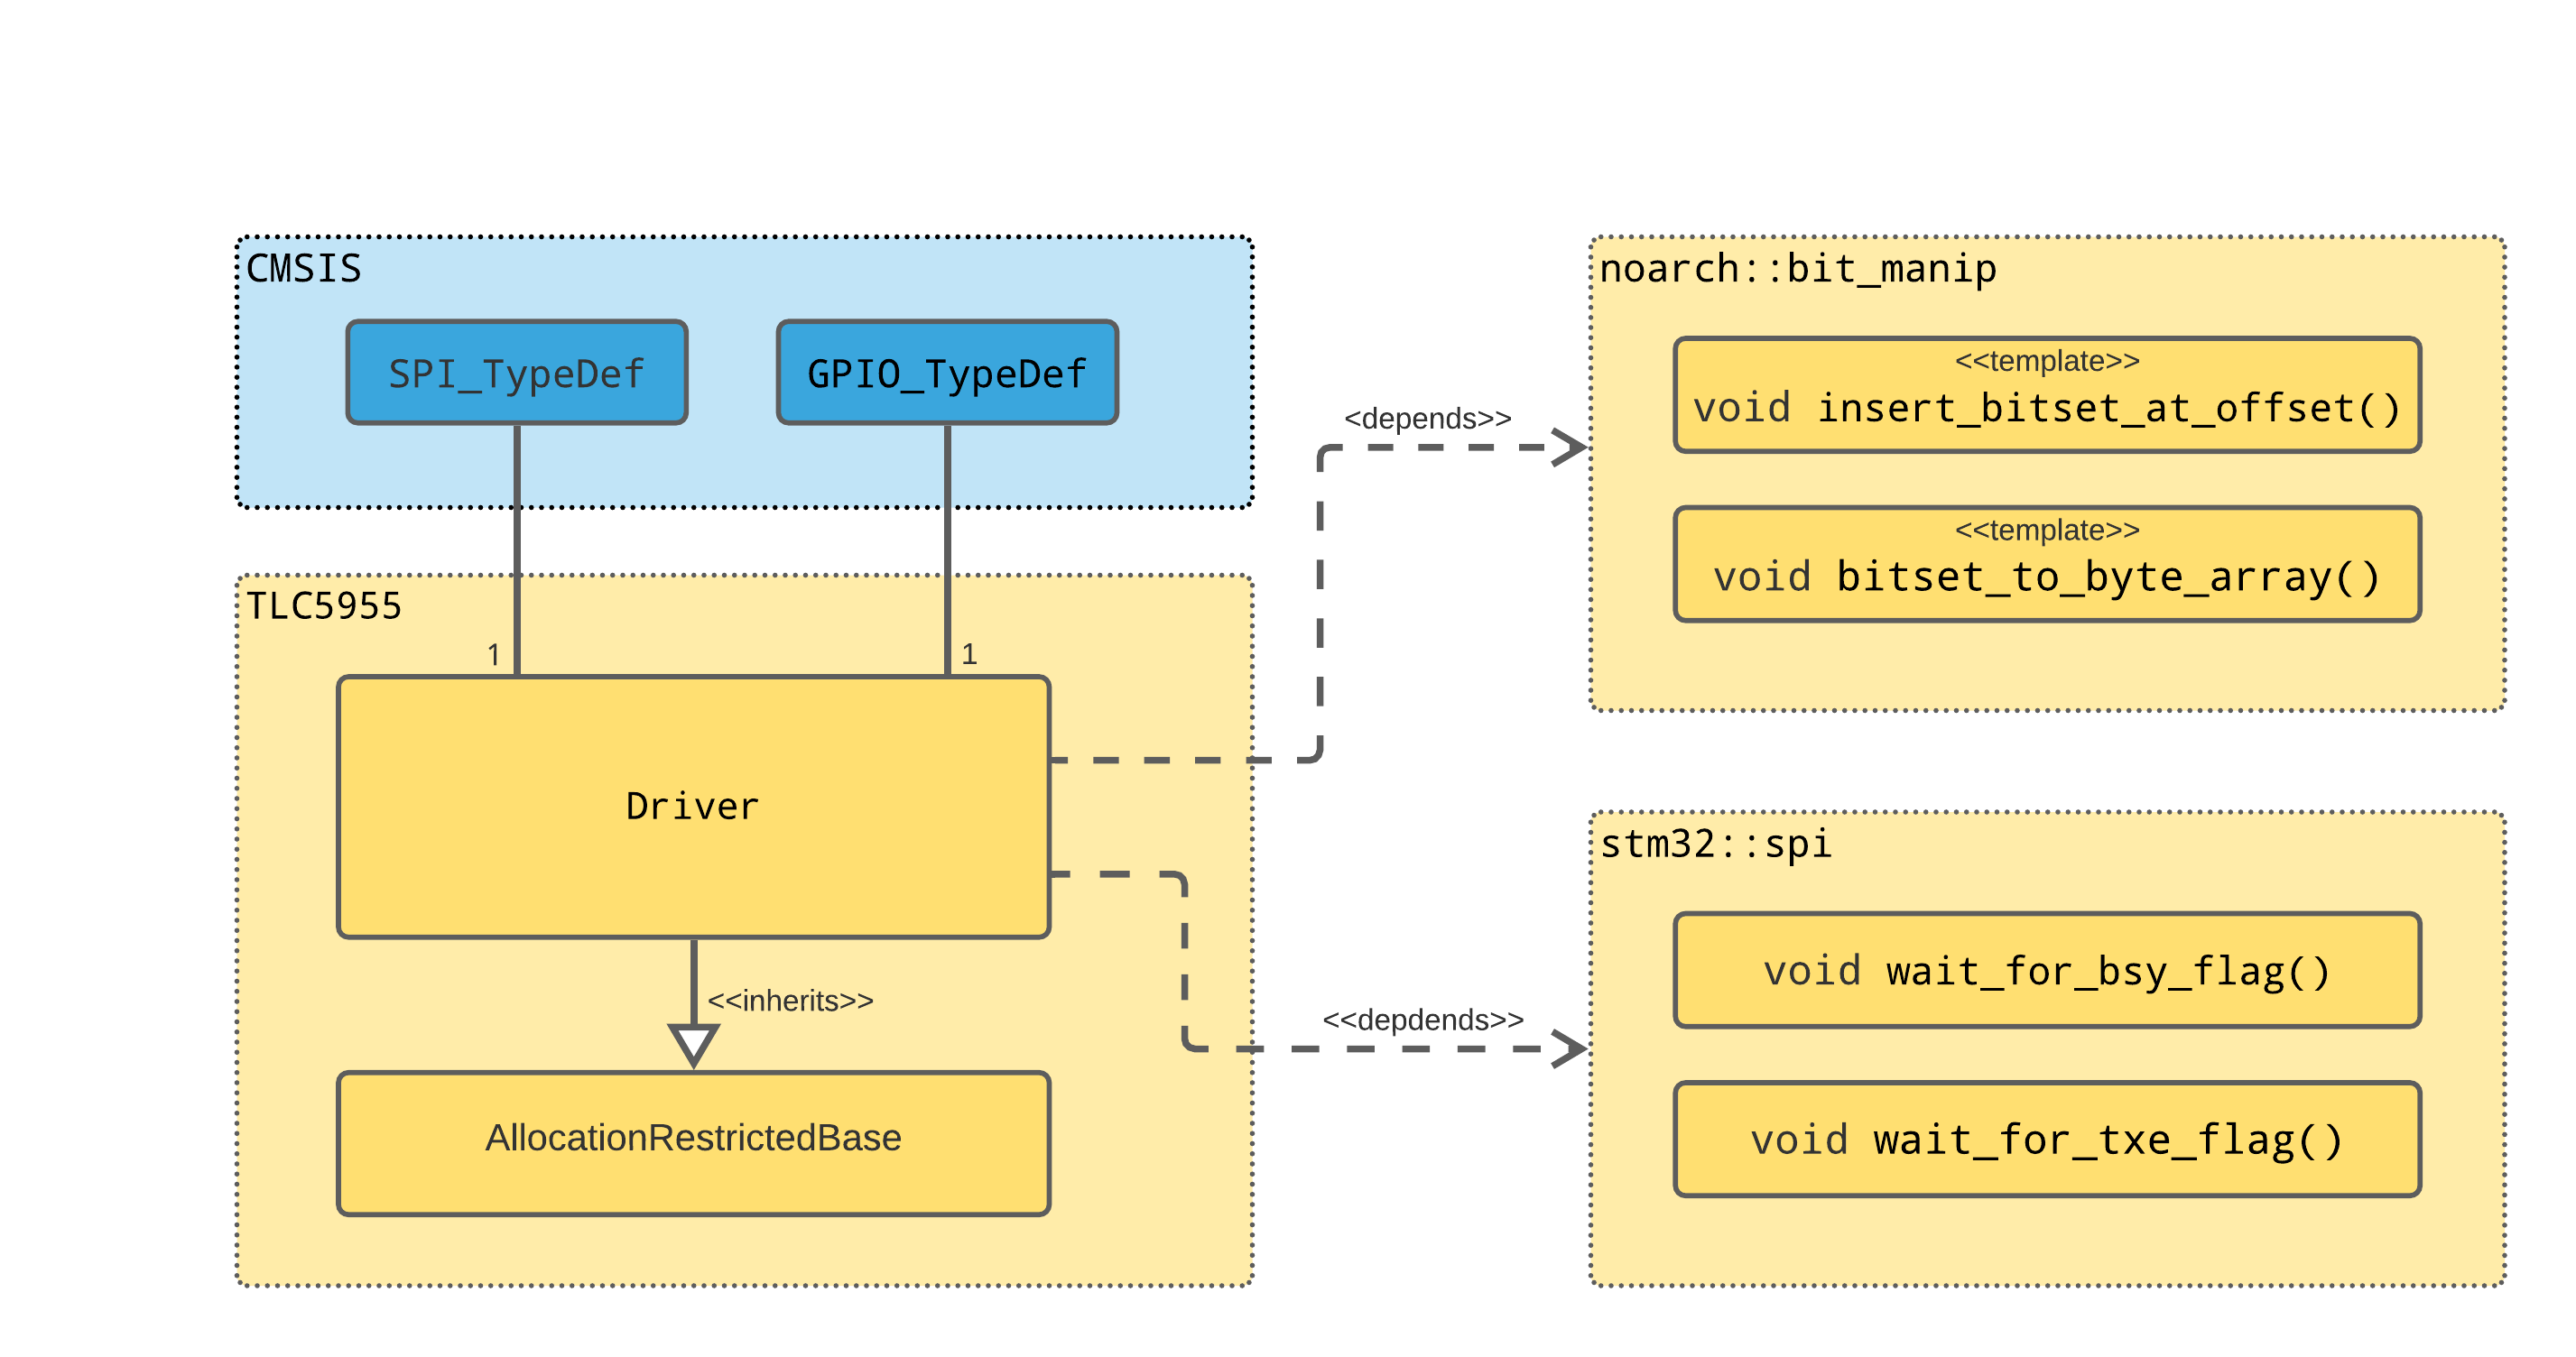 CMSIS
SPI_TypeDef
GPIO_TypeDef
TLC5955
1
1
Driver
<<inherits>>
AllocationRestrictedBase
<depends>>
<<depdends>>
noarch::bit_manip
<<template>>
void insert_bitset_at_offset()
<<template>>
void bitset_to_byte_array()
stm32::spi
void wait_for_bsy_flag()
void wait_for_txe_flag()